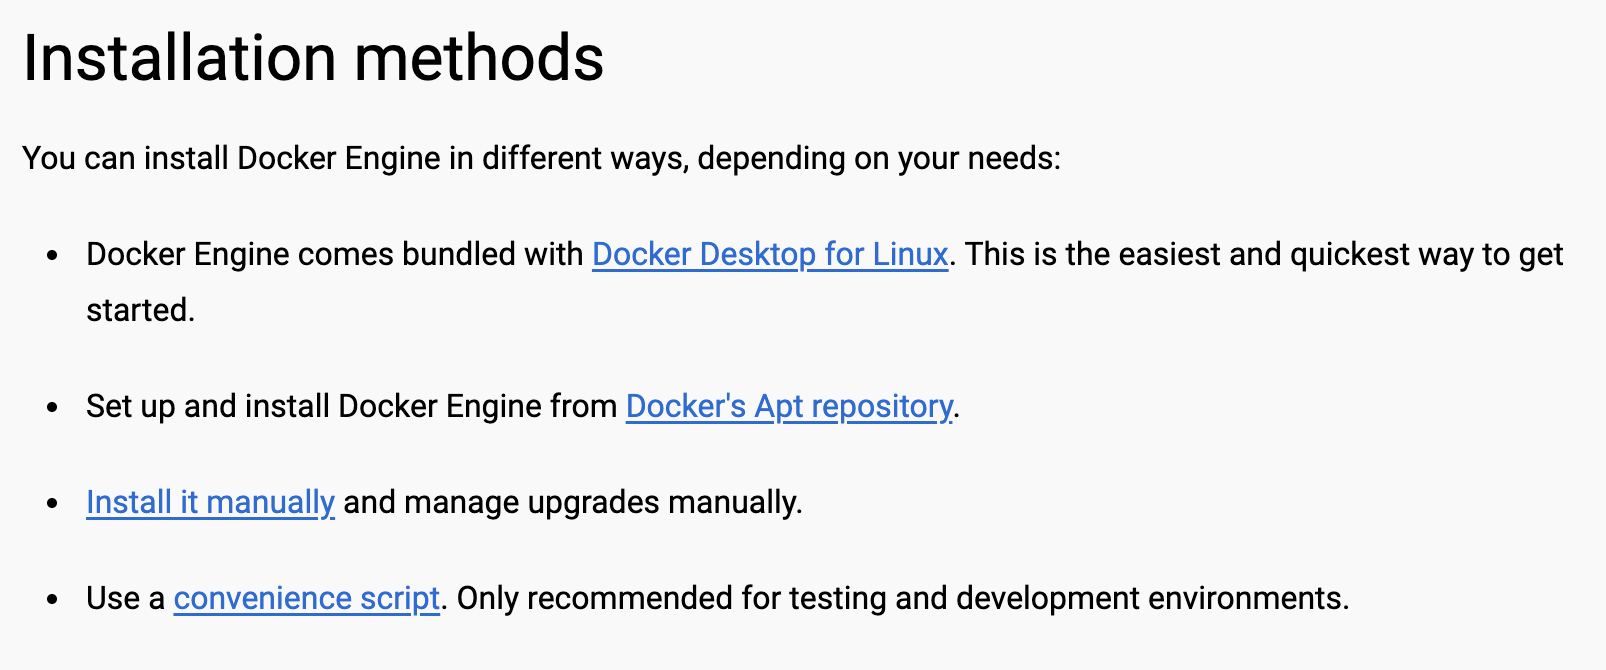 Installation methods
You can install Docker Engine in different ways, depending on your needs:
• Docker Engine comes bundled with Docker Desktop for Linux. This is the easiest and quickest way to get
started.
• Set up and install Docker Engine from Docker's Apt repository.
• Install it manually and manage upgrades manually.
• Use a convenience script. Only recommended for testing and development environments.